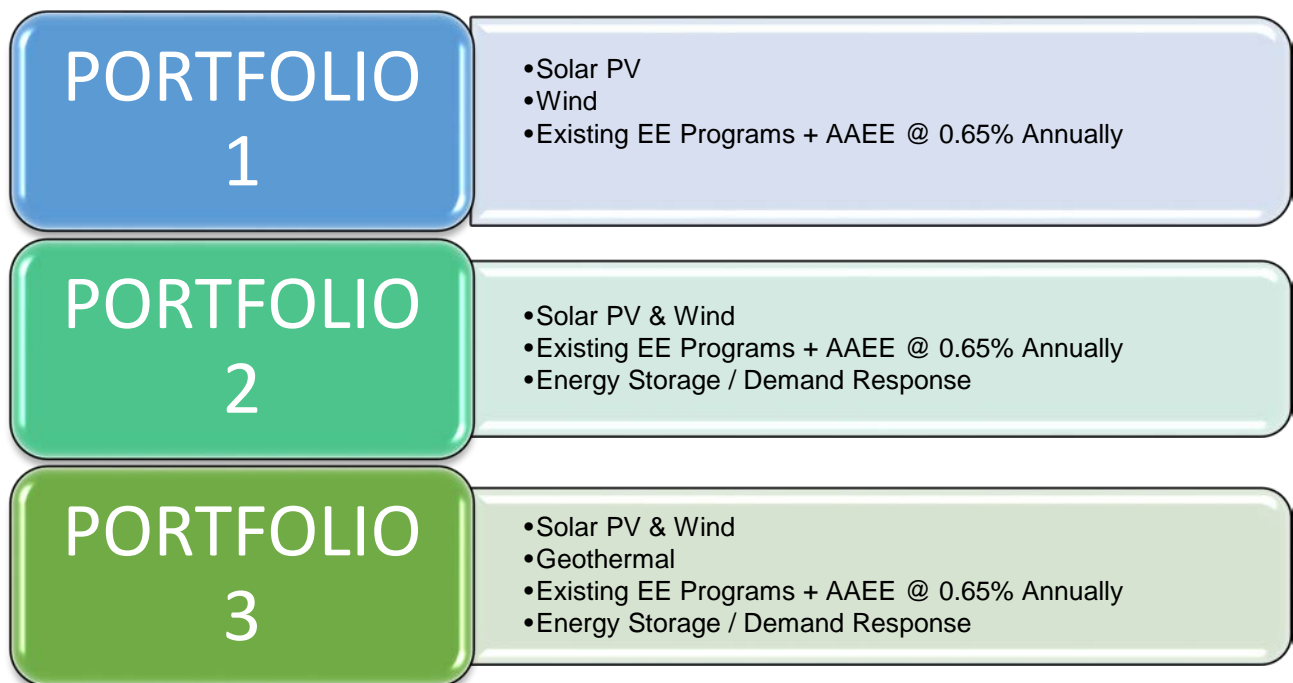 PORTFOLIO
1
•Solar PV
•Wind
•Existing EE Programs + AAEE @ 0.65% Annually
PORTFOLIO
2
•Solar PV & Wind
•Existing EE Programs + AAEE @ 0.65% Annually
•Energy Storage / Demand Response
PORTFOLIO
3
•Solar PV & Wind
•Geothermal
•Existing EE Programs + AAEE @ 0.65% Annually
•Energy Storage / Demand Response